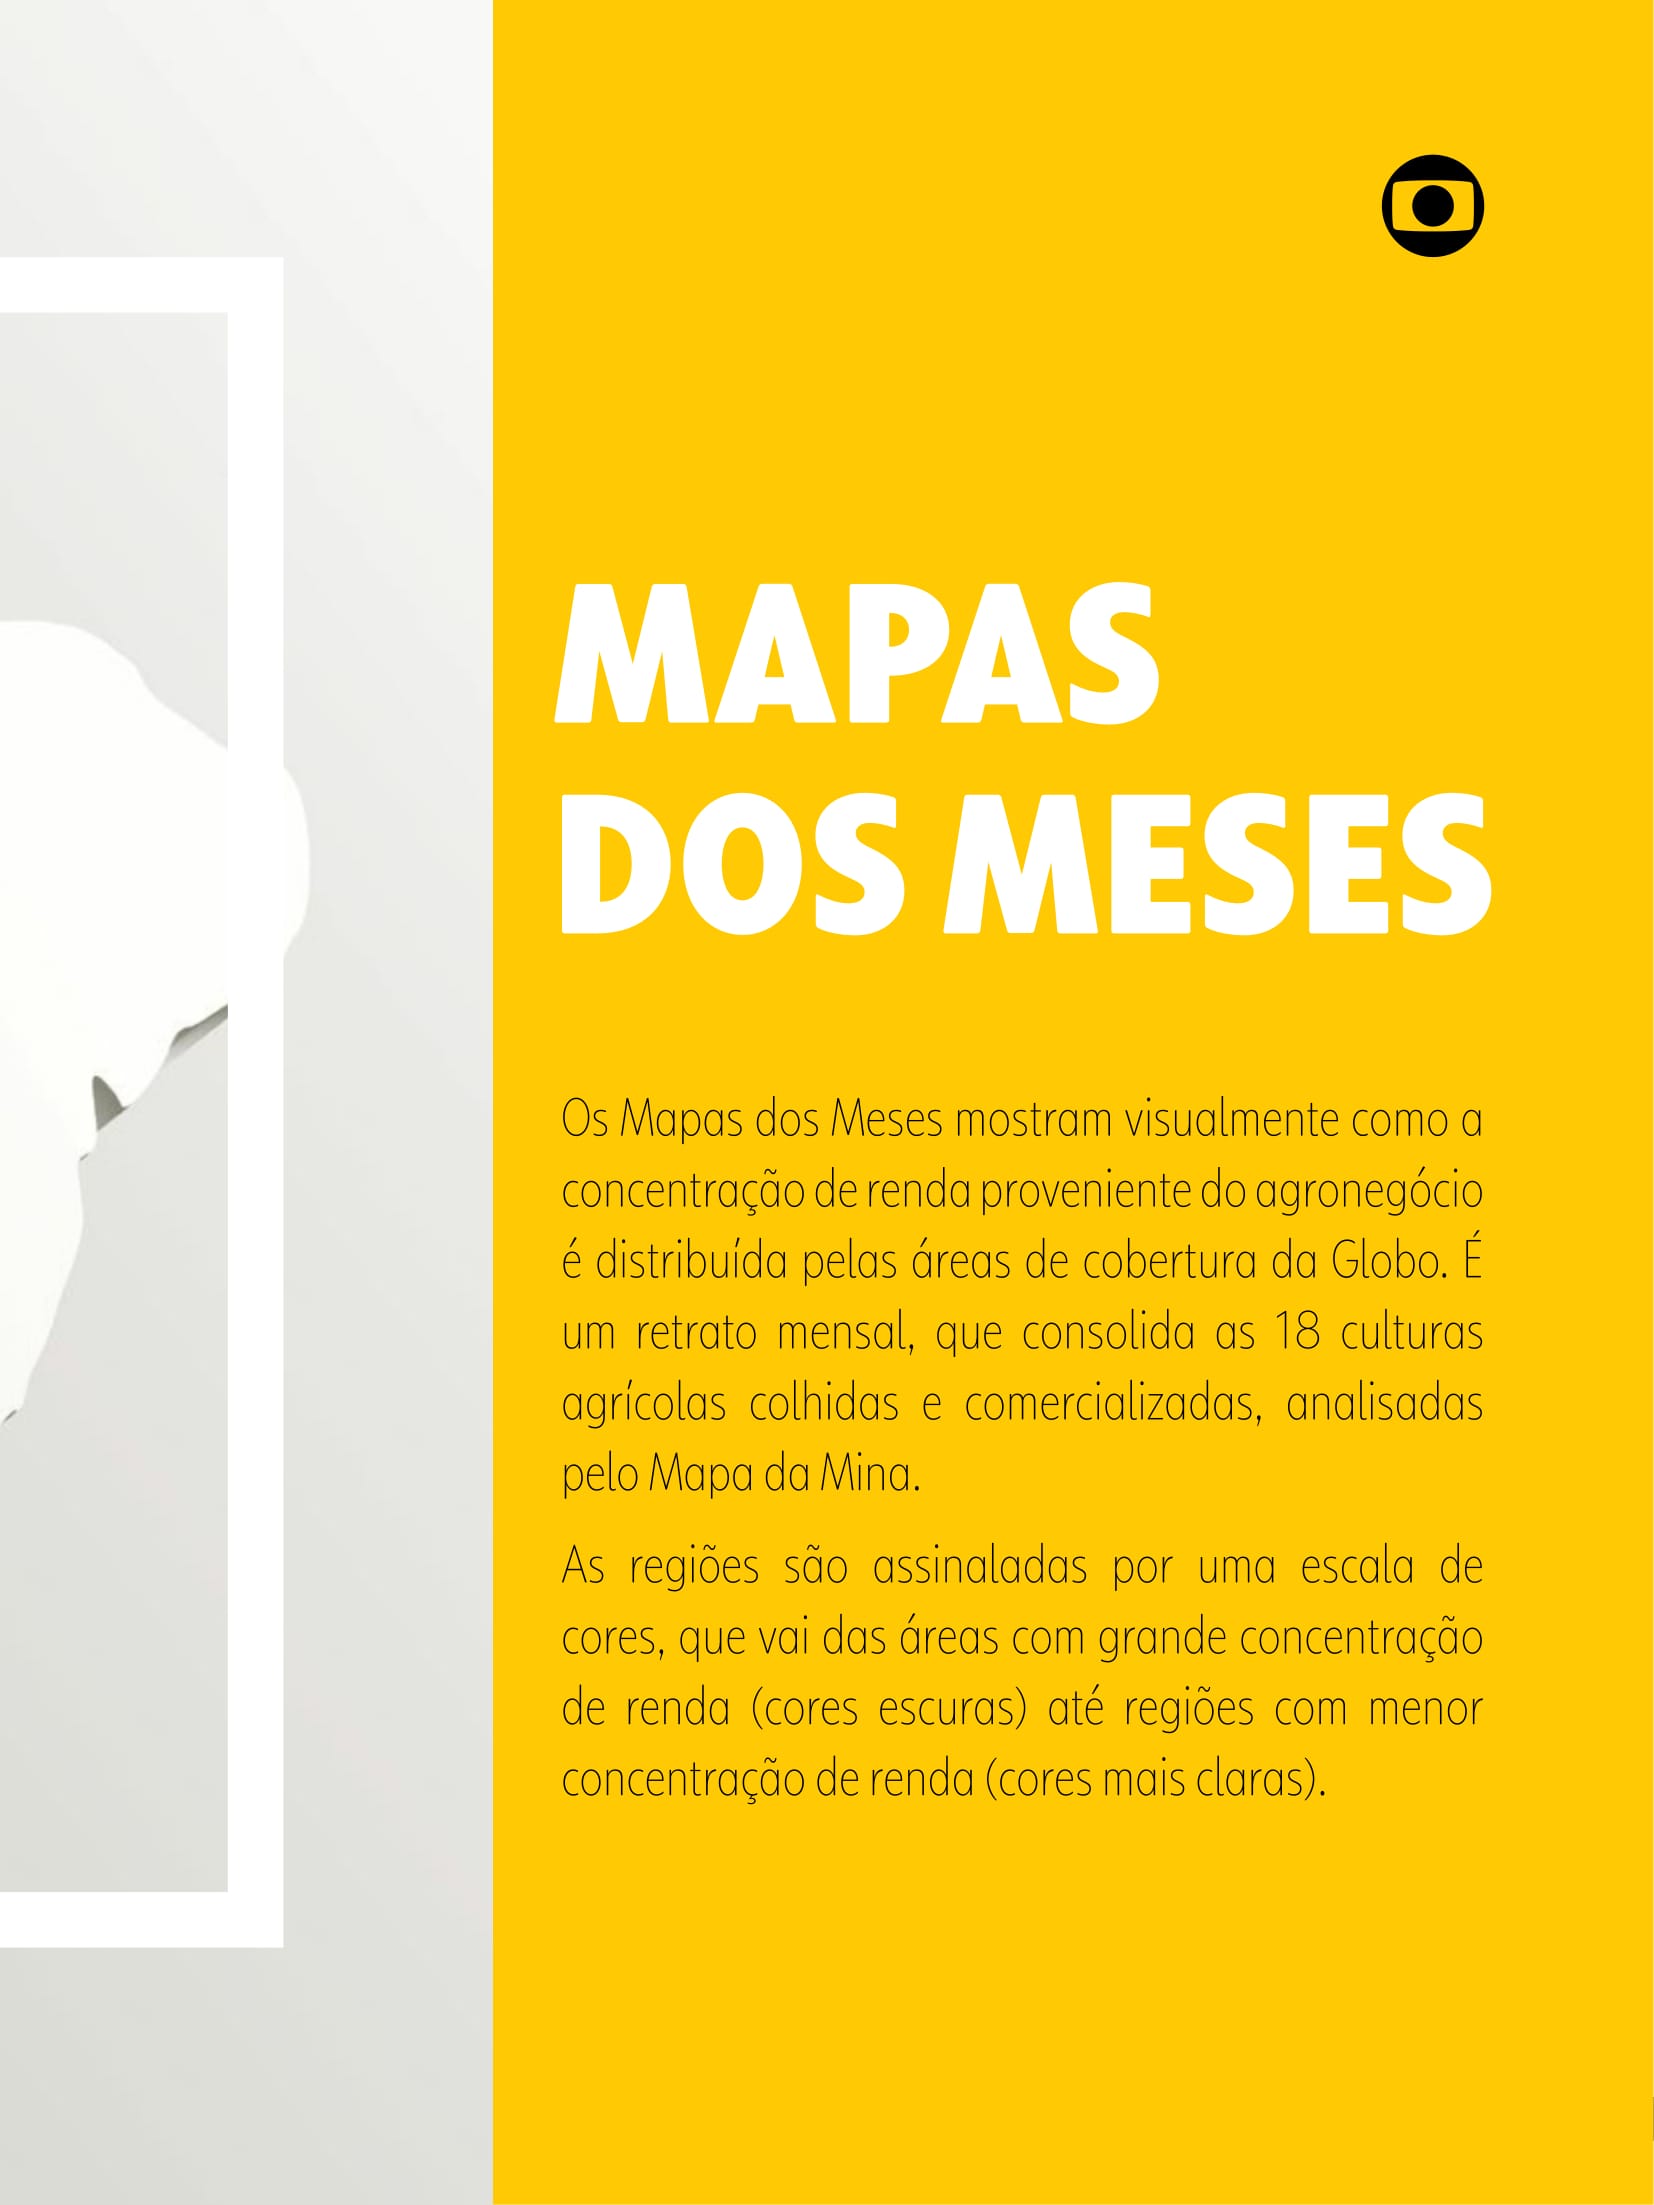 MAPAS
DOS MESES
Os Mapas dos Meses mostram visualmente como a
concentração de renda proveniente do agronegócio
é distribuída pelas áreas de cobertura da Globo. É
um retrato mensal, que consolida as 18 culturas
agrícolas colhidas e comercializadas, analisadas
pelo Mapa da Mina.
As regiões são assinaladas por uma escala de
cores, que vai das áreas com grande concentração
de renda (cores escuras) até regiões com menor
concentração de renda (cores mais claras).